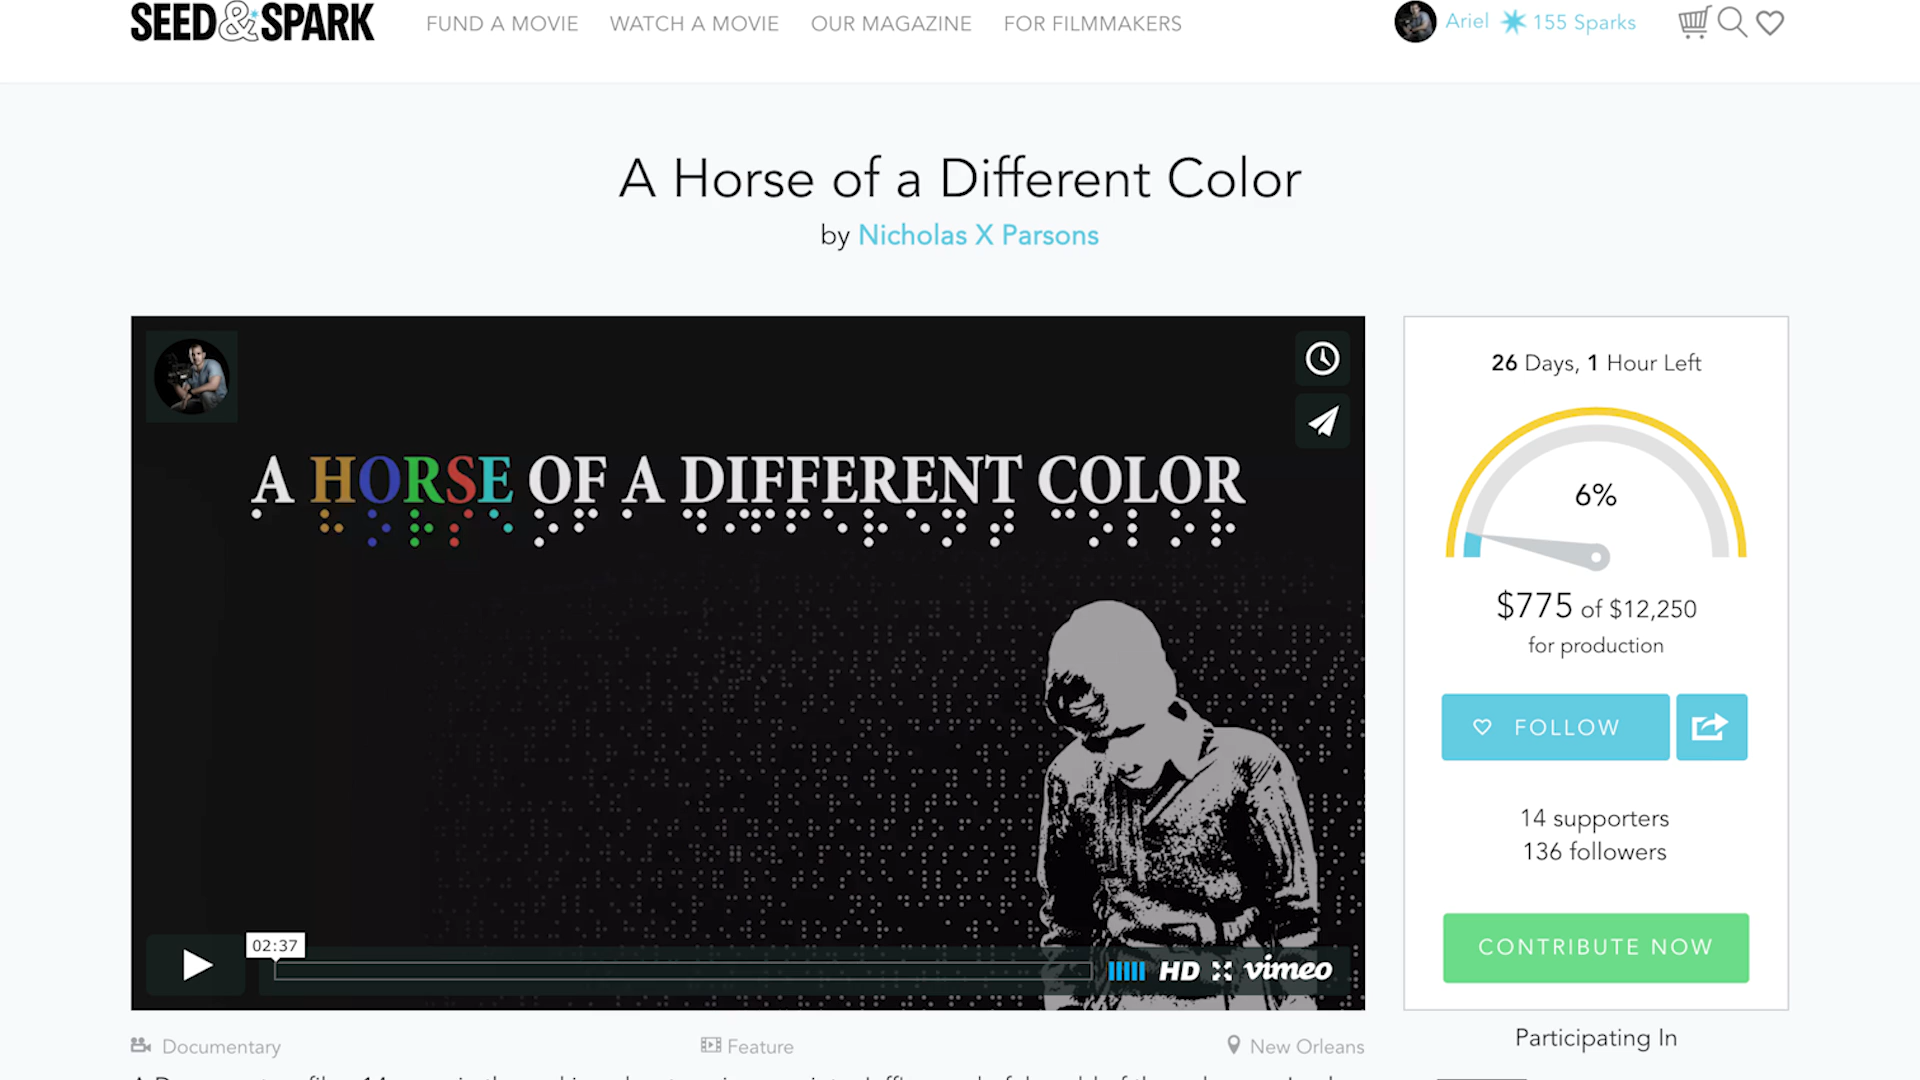 SEED&SPARK
FUND A MOVIE
WATCH A MOVIE
OUR MAGAZINE
FOR FILMMAKERS
Ariel
155 Sparks
A Horse of a Different Color
by Nicholas X Parsons
A HORSE OF A DIFFERENT COLOR
02:37
HD
vimeo
26 Days, 1 Hour Left
6%
$775 of $12,250
for production
FOLLOW
14 supporters
136 followers
CONTRIBUTE NOW
Documentary
Feature
New Orleans
Participating In